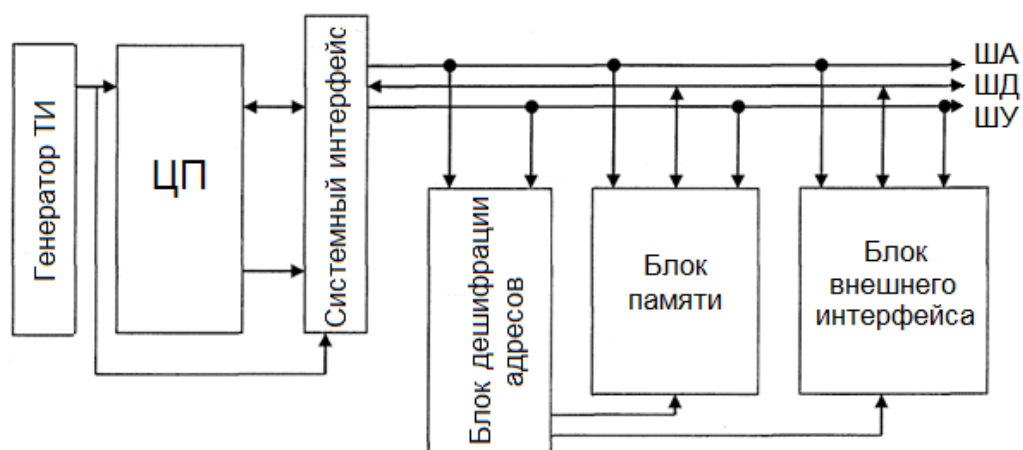 Генератор ТИ
ЦП
Системный интерфейс
ША
ШД
ШУ
Блок дешифрации
адресов
Блок
памяти
Блок
внешнего
интерфейса